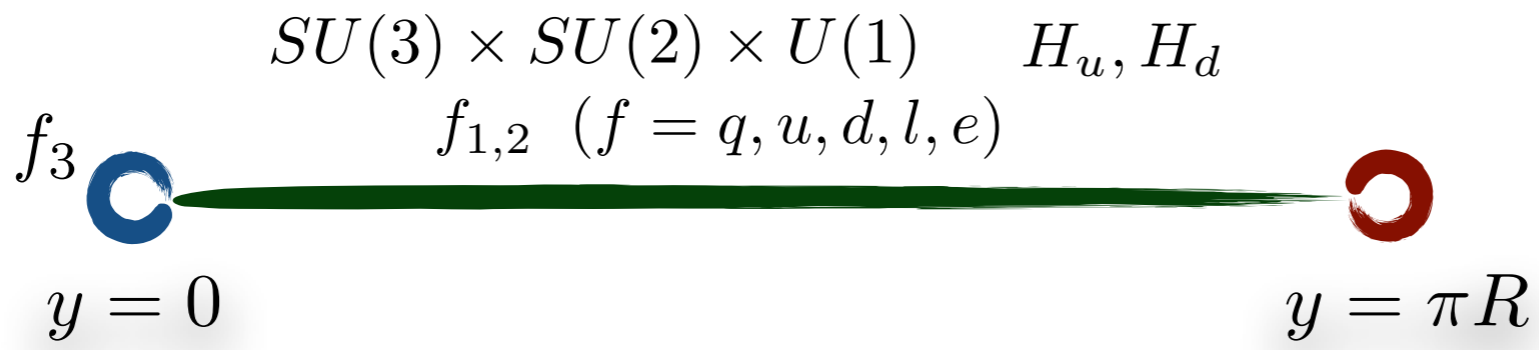 SU(3) × SU(2) × U(1) H_u, H_d
f_{1,2} (f = q, u, d, l, e)
f_3
y = 0
y = πR